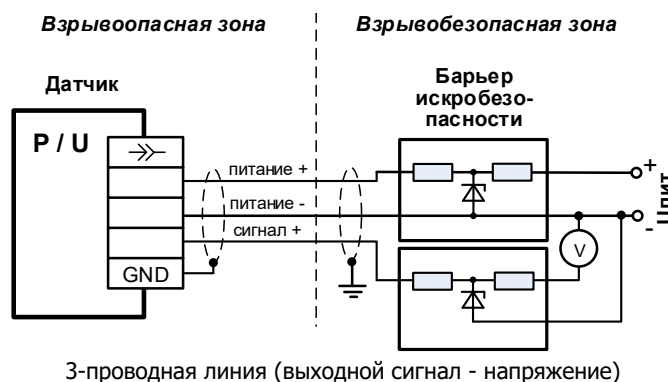 Взрывоопасная зона
Взрывобезопасная зона
Датчик
Барьер
искробезо-
пасности
P / U
питание +
питание -
сигнал +
GND
+
-
Uпит
V
3-проводная линия (выходной сигнал - напряжение)